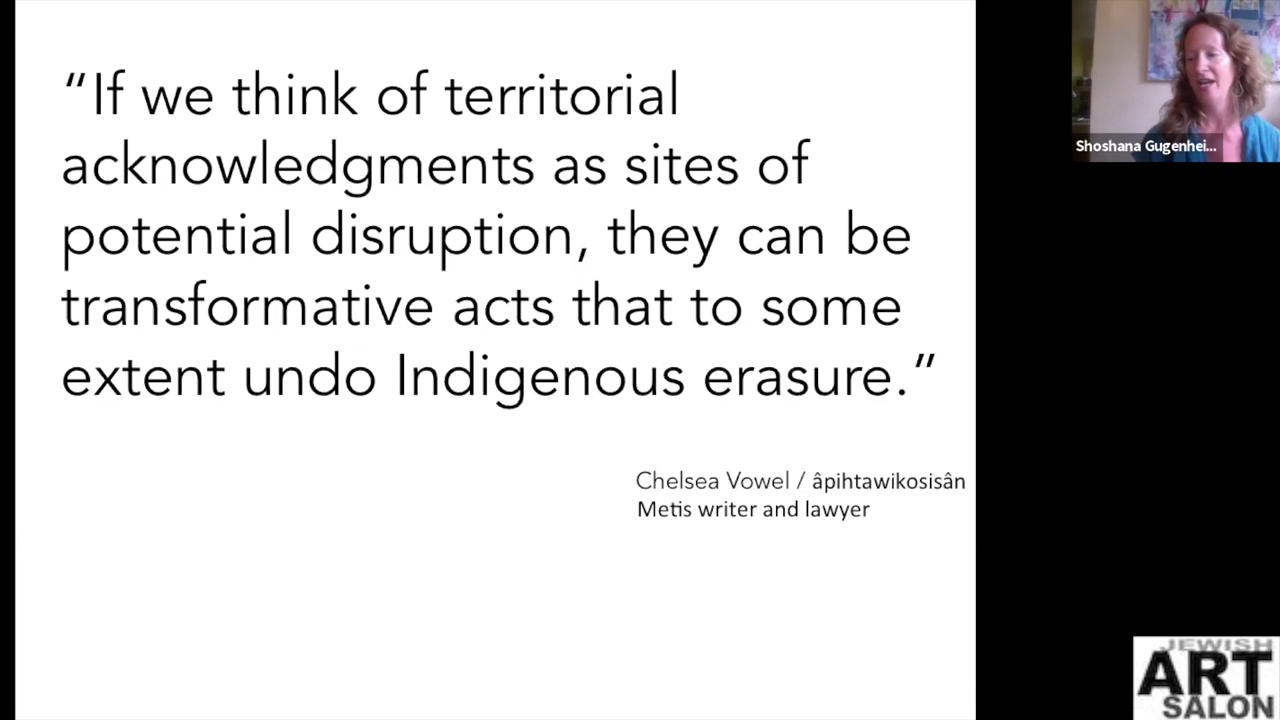 “If we think of territorial
acknowledgments as sites of
potential disruption, they can be
transformative acts that to some
extent undo Indigenous erasure.”
Chelsea Vowel / âpihtawikosisân
Metis writer and lawyer
Shoshana Gugenhei...
JEWISH
ART
SALON